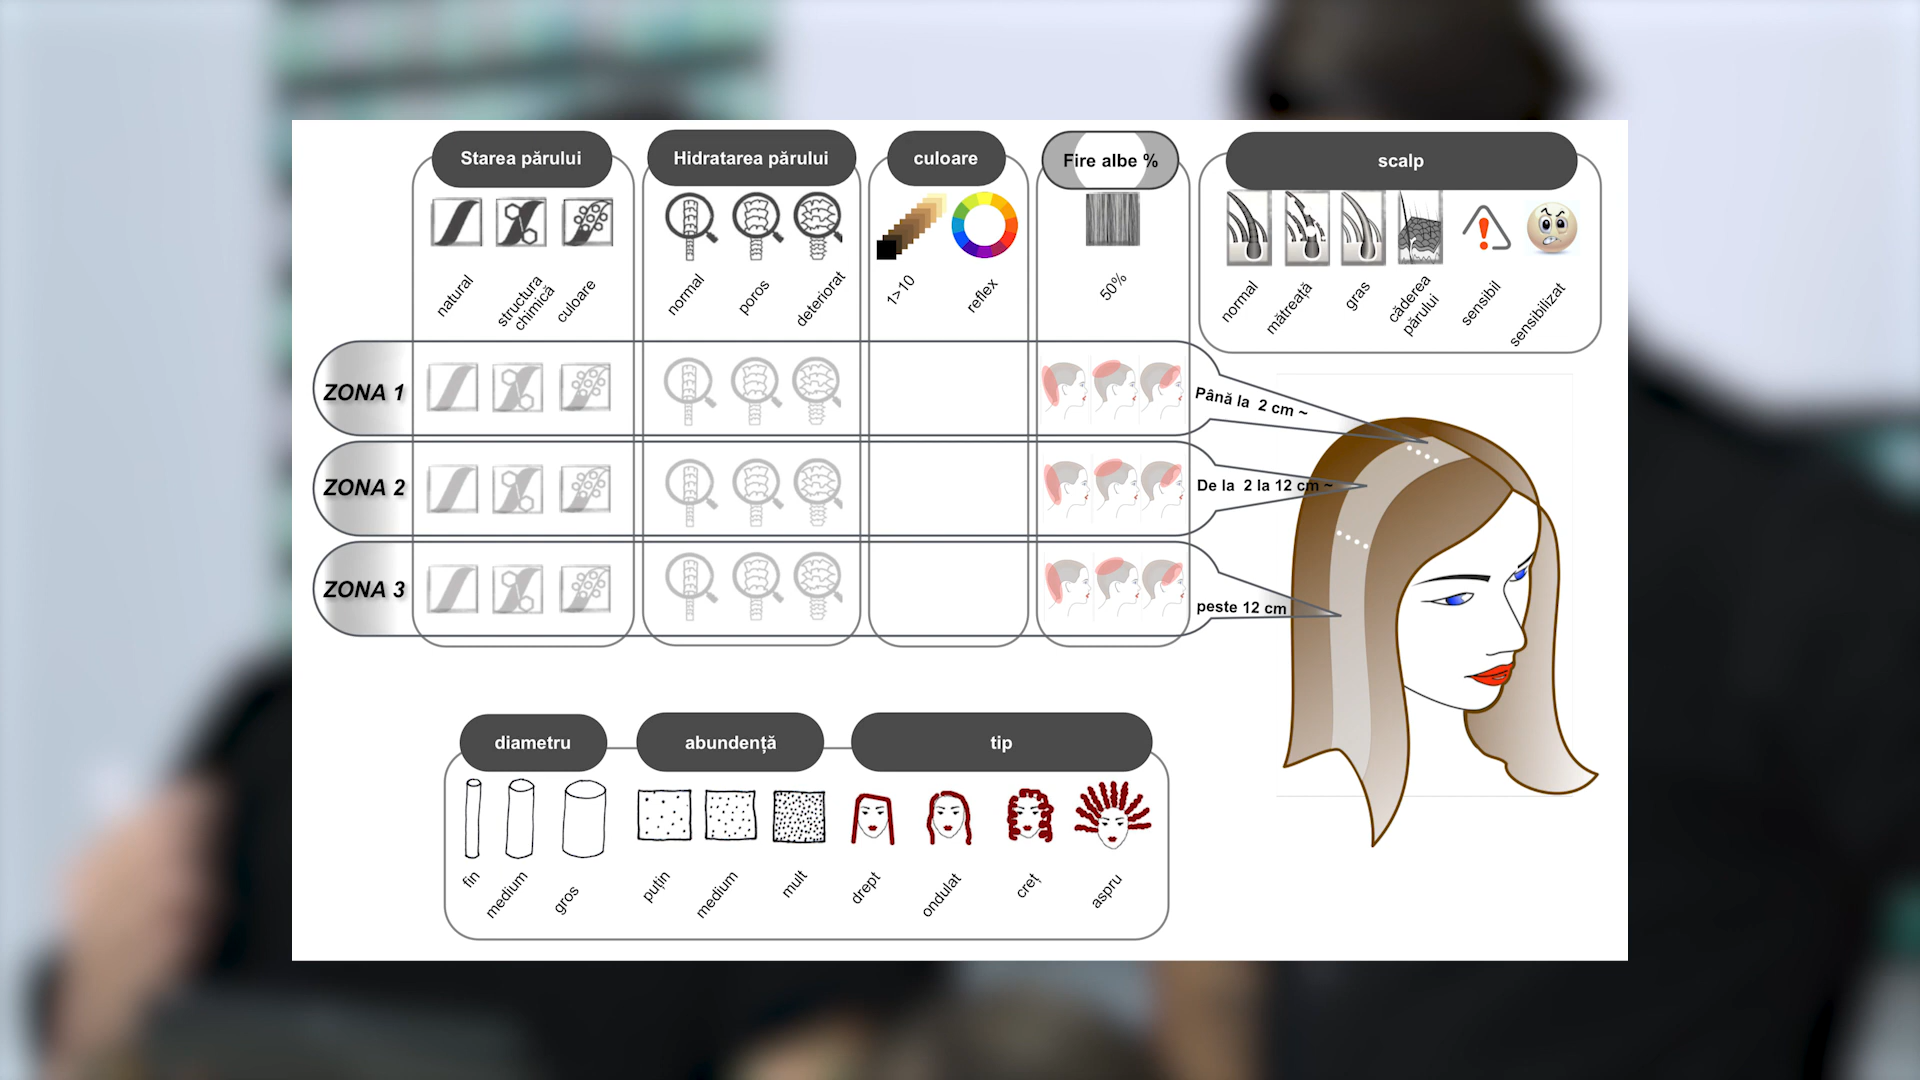 Starea părului
Hidratarea părului
culoare
Fire albe %
scalp
natural
structura
chimică
culoare
normal
poros
deteriorat
1>10
reflex
50%
normal
mătreață
gras
căderea
părului
sensibil
sensibilizat
ZONA 1
Până la 2 cm ~
ZONA 2
De la 2 la 12 cm ~
ZONA 3
peste 12 cm
diametru
abundență
tip
fin
medium
gros
puțin
medium
mult
drept
ondulat
creț
aspru